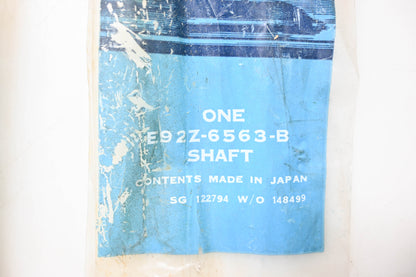 ONE
E92Z-6563-B
SHAFT
CONTENTS MADE IN JAPAN
SG 122794 W/O 148499